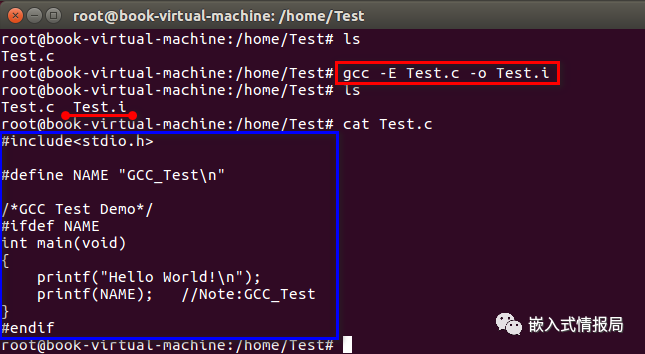 root@book-virtual-machine: /home/Test
root@book-virtual-machine:/home/Test# ls
Test.c
root@book-virtual-machine:/home/Test# gcc -E Test.c -o Test.i
root@book-virtual-machine:/home/Test# ls
Test.c  Test.i
root@book-virtual-machine:/home/Test# cat Test.c
#include<stdio.h>
#define NAME "GCC_Test\n"
/*GCC Test Demo*/
#ifdef NAME
int main(void)
{
    printf("Hello World!\n");
    printf(NAME);   //Note:GCC_Test
}
#endif
root@book-virtual-machine:/home/Test#
嵌入式情报局